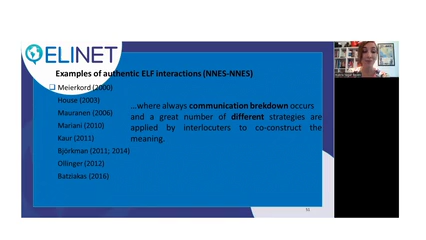 ELINET
Examples of authentic ELF interactions (NNES-NNES)
Meierkord (2000)
House (2003)
Mauranen (2006)
Mariani (2010)
Kaur (2011)
Björkman (2011; 2014)
Ollinger (2012)
Batziakas (2016)
...where always communication brekdown occurs
and a great number of different strategies are
applied by interlocuters to co-construct the
meaning.